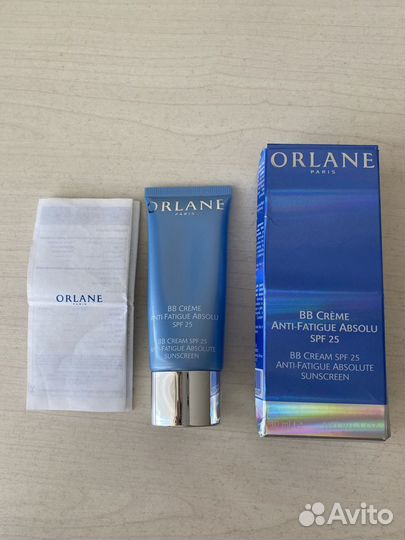 ORLANE
PARIS
ORLANE
PARIS
BB CRÈME
ANTI-FATIGUE ABSOLU
SPF 25
BB CREAM SPF 25
ANTI-FATIGUE ABSOLUTE
SUNSCREEN
ORLANE
PARIS
BB CRÈME
ANTI-FATIGUE ABSOLU
SPF 25
BB CREAM SPF 25
ANTI-FATIGUE ABSOLUTE
SUNSCREEN
Avito